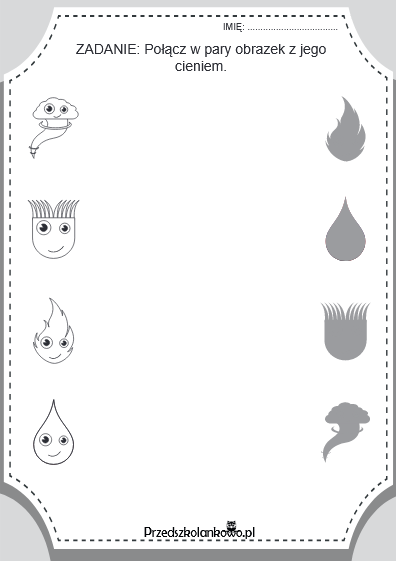 IMIĘ: ....................................
ZADANIE: Połącz w pary obrazek z jego
cieniem.
Przedszkolankowo.pl